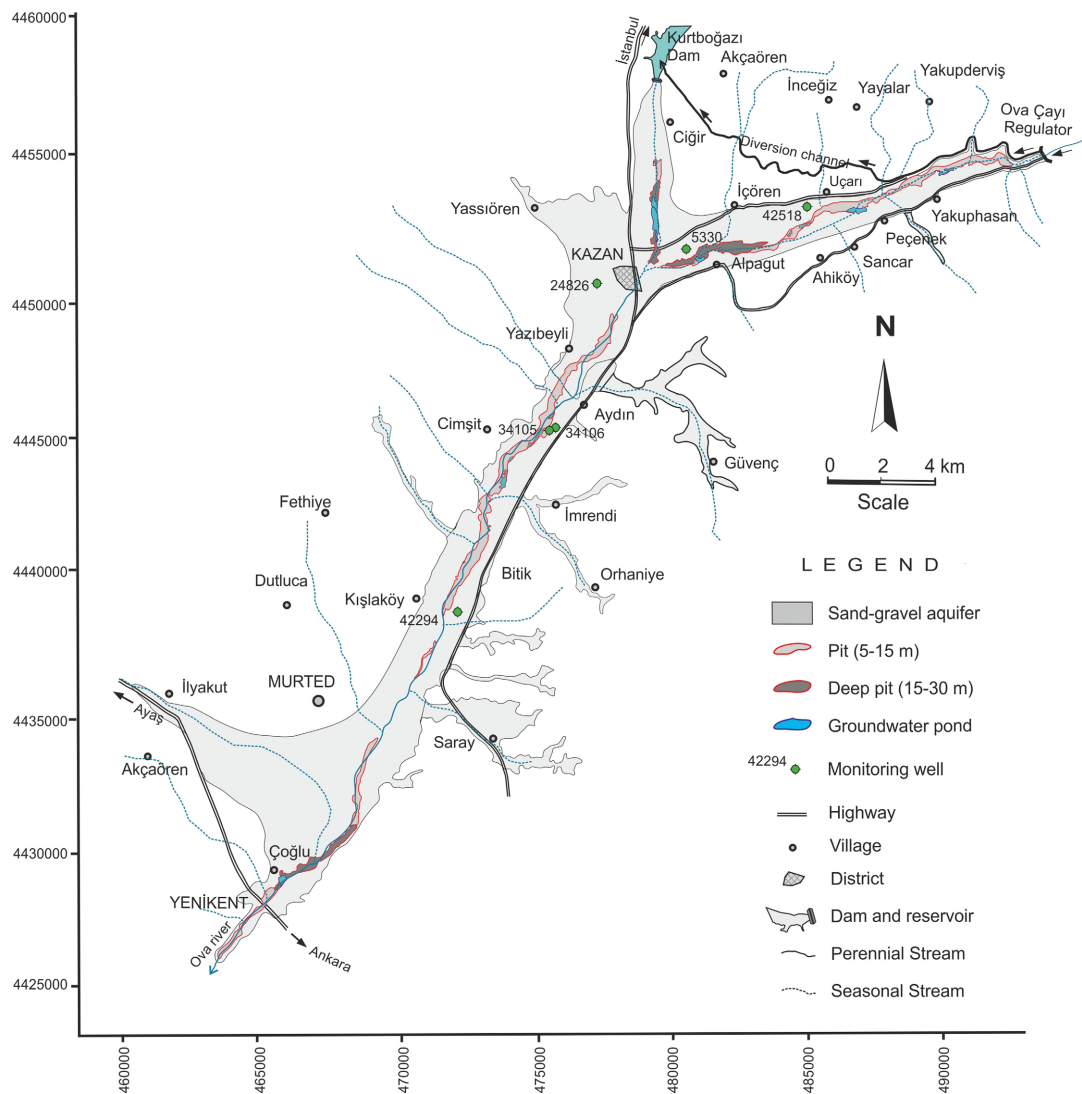 4460000
4455000
4450000
4445000
4440000
4435000
4430000
4425000
460000
465000
470000
475000
480000
485000
490000
İstanbul
Kurtboğazı
Dam
Akçaören
İnceğiz
Yayalar
Yakupderviş
Ova Çayı
Regulator
Ciğir
Diversion channel
Yassıören
İçören
Uçarı
42518
Yakuphasan
5330
Peçenek
KAZAN
Alpagut
Sancar
Ahiköy
24826
N
Yazıbeyli
Aydın
Cimşit
34105
34106
Güvenç
0 2 4 km
Scale
Fethiye
İmrendi
Bitik
Orhaniye
Dutluca
Kışlaköy
42294
MURTED
İlyakut
Ayaş
Saray
Akçaören
Çoğlu
YENİKENT
Ova river
Ankara
LEGEND
Sand-gravel aquifer
Pit (5-15 m)
Deep pit (15-30 m)
Groundwater pond
42294
Monitoring well
Highway
Village
District
Dam and reservoir
Perennial Stream
Seasonal Stream